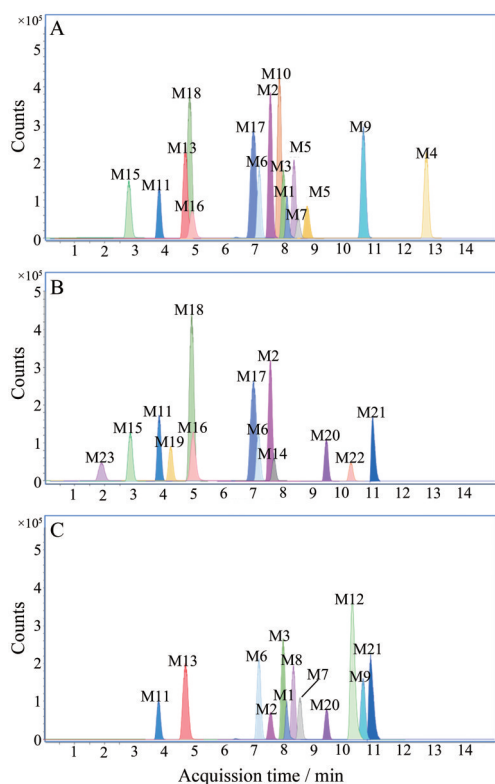 ×10⁵
A
5
4
3
2
1
0
Counts
M15
M11
M13
M18
M16
M17
M6
M2
M10
M3
M1
M5
M7
M5
M9
M4
1 2 3 4 5 6 7 8 9 10 11 12 13 14
×10⁵
B
5
4
3
2
1
0
Counts
M23
M15
M11
M19
M18
M16
M17
M6
M2
M14
M20
M22
M21
1 2 3 4 5 6 7 8 9 10 11 12 13 14
×10⁵
C
5
4
3
2
1
0
Counts
M11
M13
M6
M2
M3
M1
M8
M7
M20
M12
M9
M21
1 2 3 4 5 6 7 8 9 10 11 12 13 14
Acquission time / min